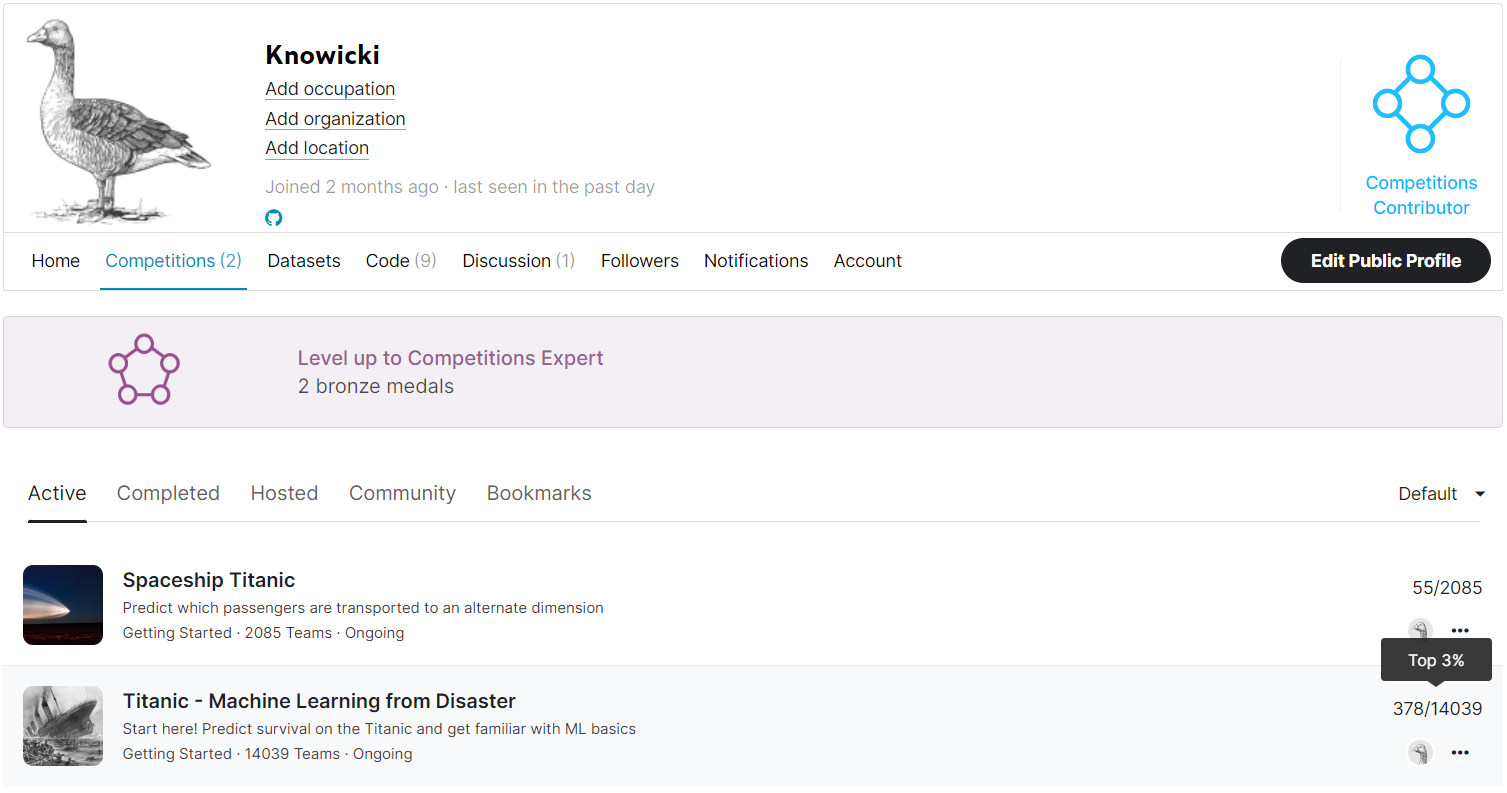 Knowicki
Add occupation
Add organization
Add location
Joined 2 months ago · last seen in the past day
Competitions
Contributor
Home Competitions (2) Datasets Code (9) Discussion (1) Followers Notifications Account Edit Public Profile
Level up to Competitions Expert
2 bronze medals
Active Completed Hosted Community Bookmarks Default
Spaceship Titanic
Predict which passengers are transported to an alternate dimension
Getting Started · 2085 Teams · Ongoing
55/2085
Top 3%
Titanic - Machine Learning from Disaster
Start here! Predict survival on the Titanic and get familiar with ML basics
Getting Started · 14039 Teams · Ongoing
378/14039